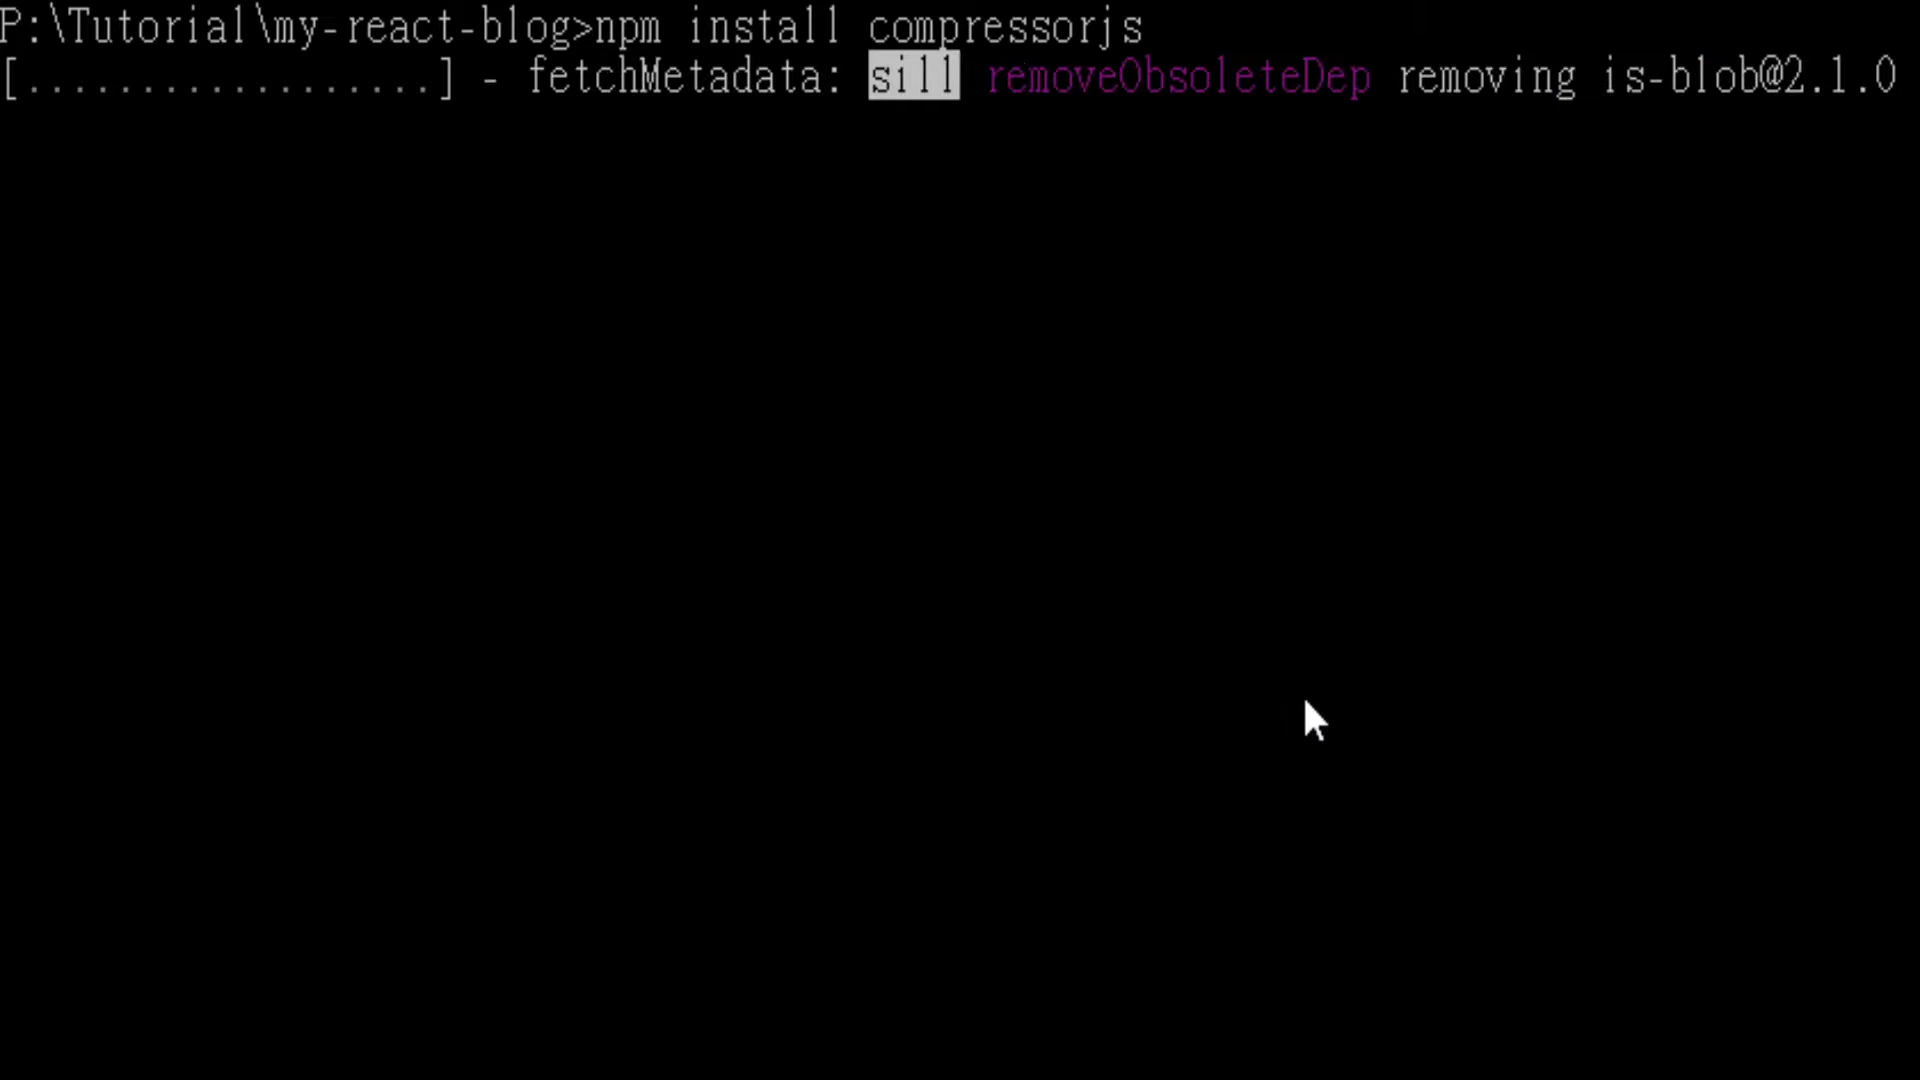 P:\Tutorial\my-react-blog>npm install compressorjs
[..................] - fetchMetadata: sill removeObsoleteDep removing is-blob@2.1.0